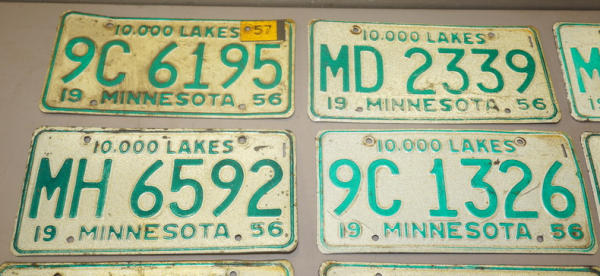 10.000 LAKES 57
9C 6195
19 MINNESOTA 56
10.000 LAKES
MD 2339
19 MINNESOTA 56
M
19
10.000 LAKES
MH 6592
19 MINNESOTA 56
10.000 LAKES
9C 1326
19 MINNESOTA 56